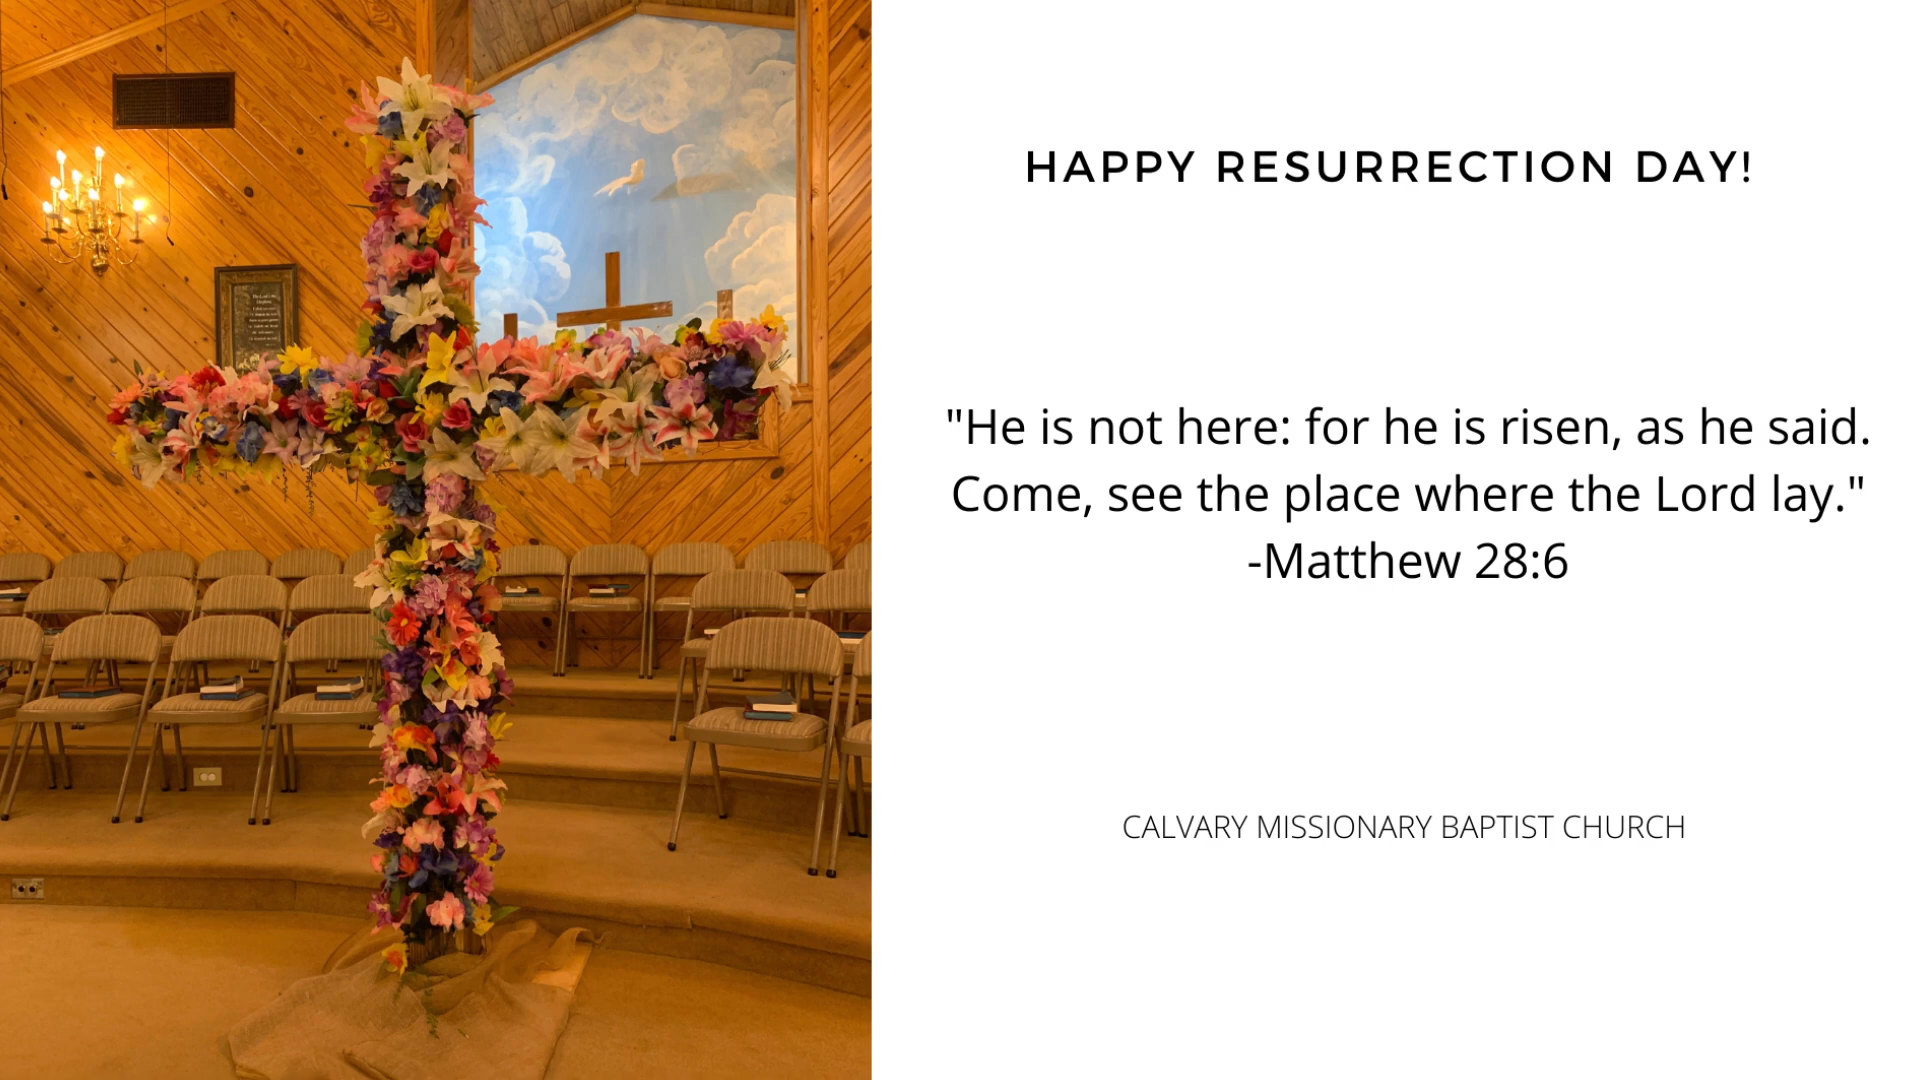 HAPPY RESURRECTION DAY!
"He is not here: for he is risen, as he said.
Come, see the place where the Lord lay."
-Matthew 28:6
CALVARY MISSIONARY BAPTIST CHURCH